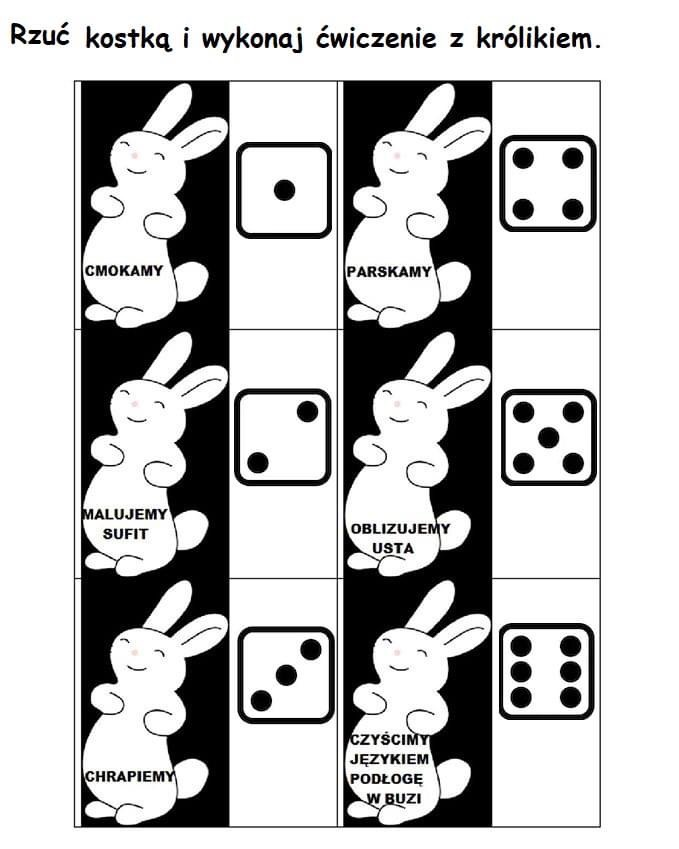 Rzuć kostką i wykonaj ćwiczenie z królikiem.
CMOKAMY
PARSKAMY
MALUJEMY
SUFIT
OBLIZUJEMY
USTA
CHRAPIEMY
CZYŚCIMY
JĘZYKIEM
PODŁOGĘ
W BUZI